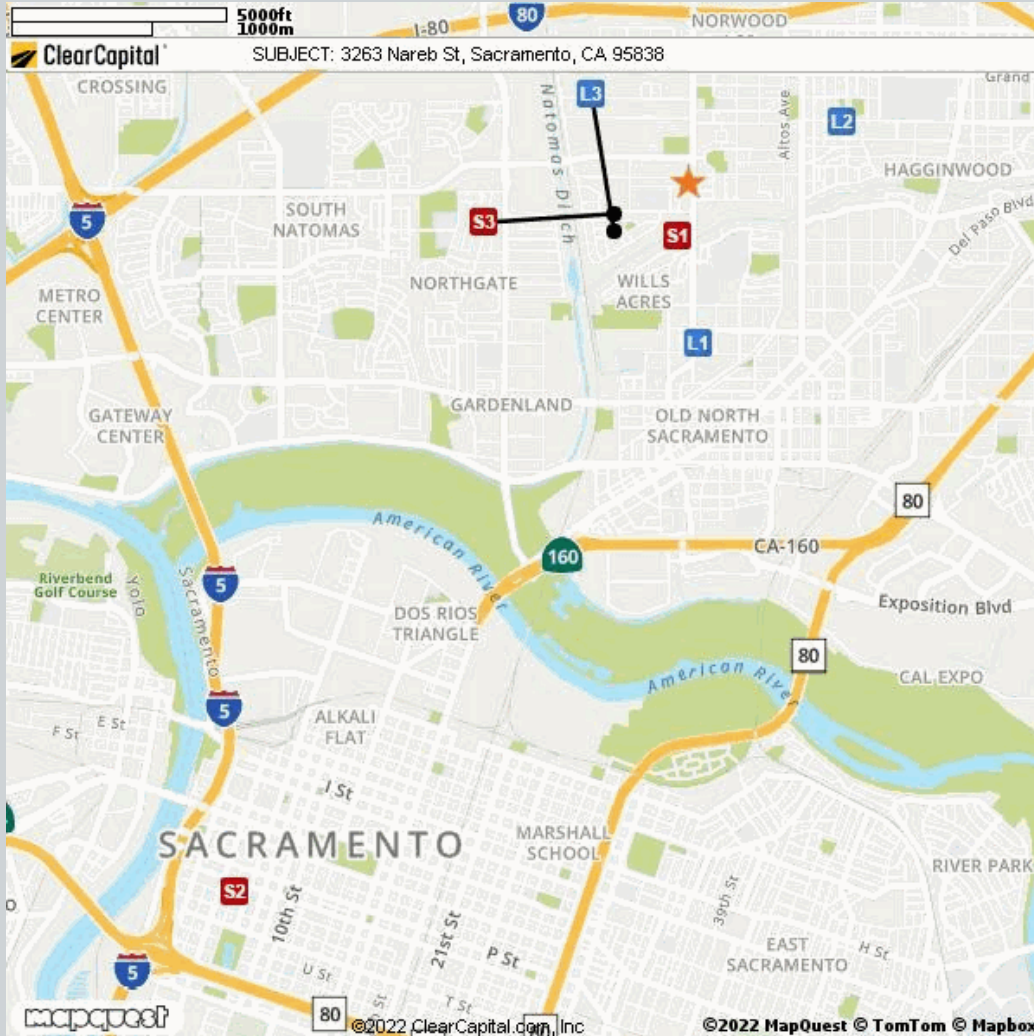 5000ft
1000m
I-80
80
NORWOOD
ClearCapital
SUBJECT: 3263 Nareb St, Sacramento, CA 95838
CROSSING
L3
Grand
Natomas Ditch
Altos Ave
L2
HAGGINWOOD
5
SOUTH
NATOMAS
S3
S1
Del Paso Blvd
NORTHGATE
WILLS
ACRES
METRO
CENTER
L1
GATEWAY
CENTER
GARDENLAND
OLD NORTH
SACRAMENTO
80
American River
160
CA-160
Riverbend
Golf Course
Yolo
Sacramento
5
DOS RIOS
TRIANGLE
Exposition Blvd
80
American River
CAL EXPO
5
E St
F St
ALKALI
FLAT
I St
SACRAMENTO
MARSHALL
SCHOOL
RIVER PARK
S2
10th St
21st St
39th St
P St
EAST
SACRAMENTO
H St
5
U St
T St
St
80
80
mapquest
©2022 ClearCapital.com, Inc
©2022 MapQuest © TomTom © Mapbo